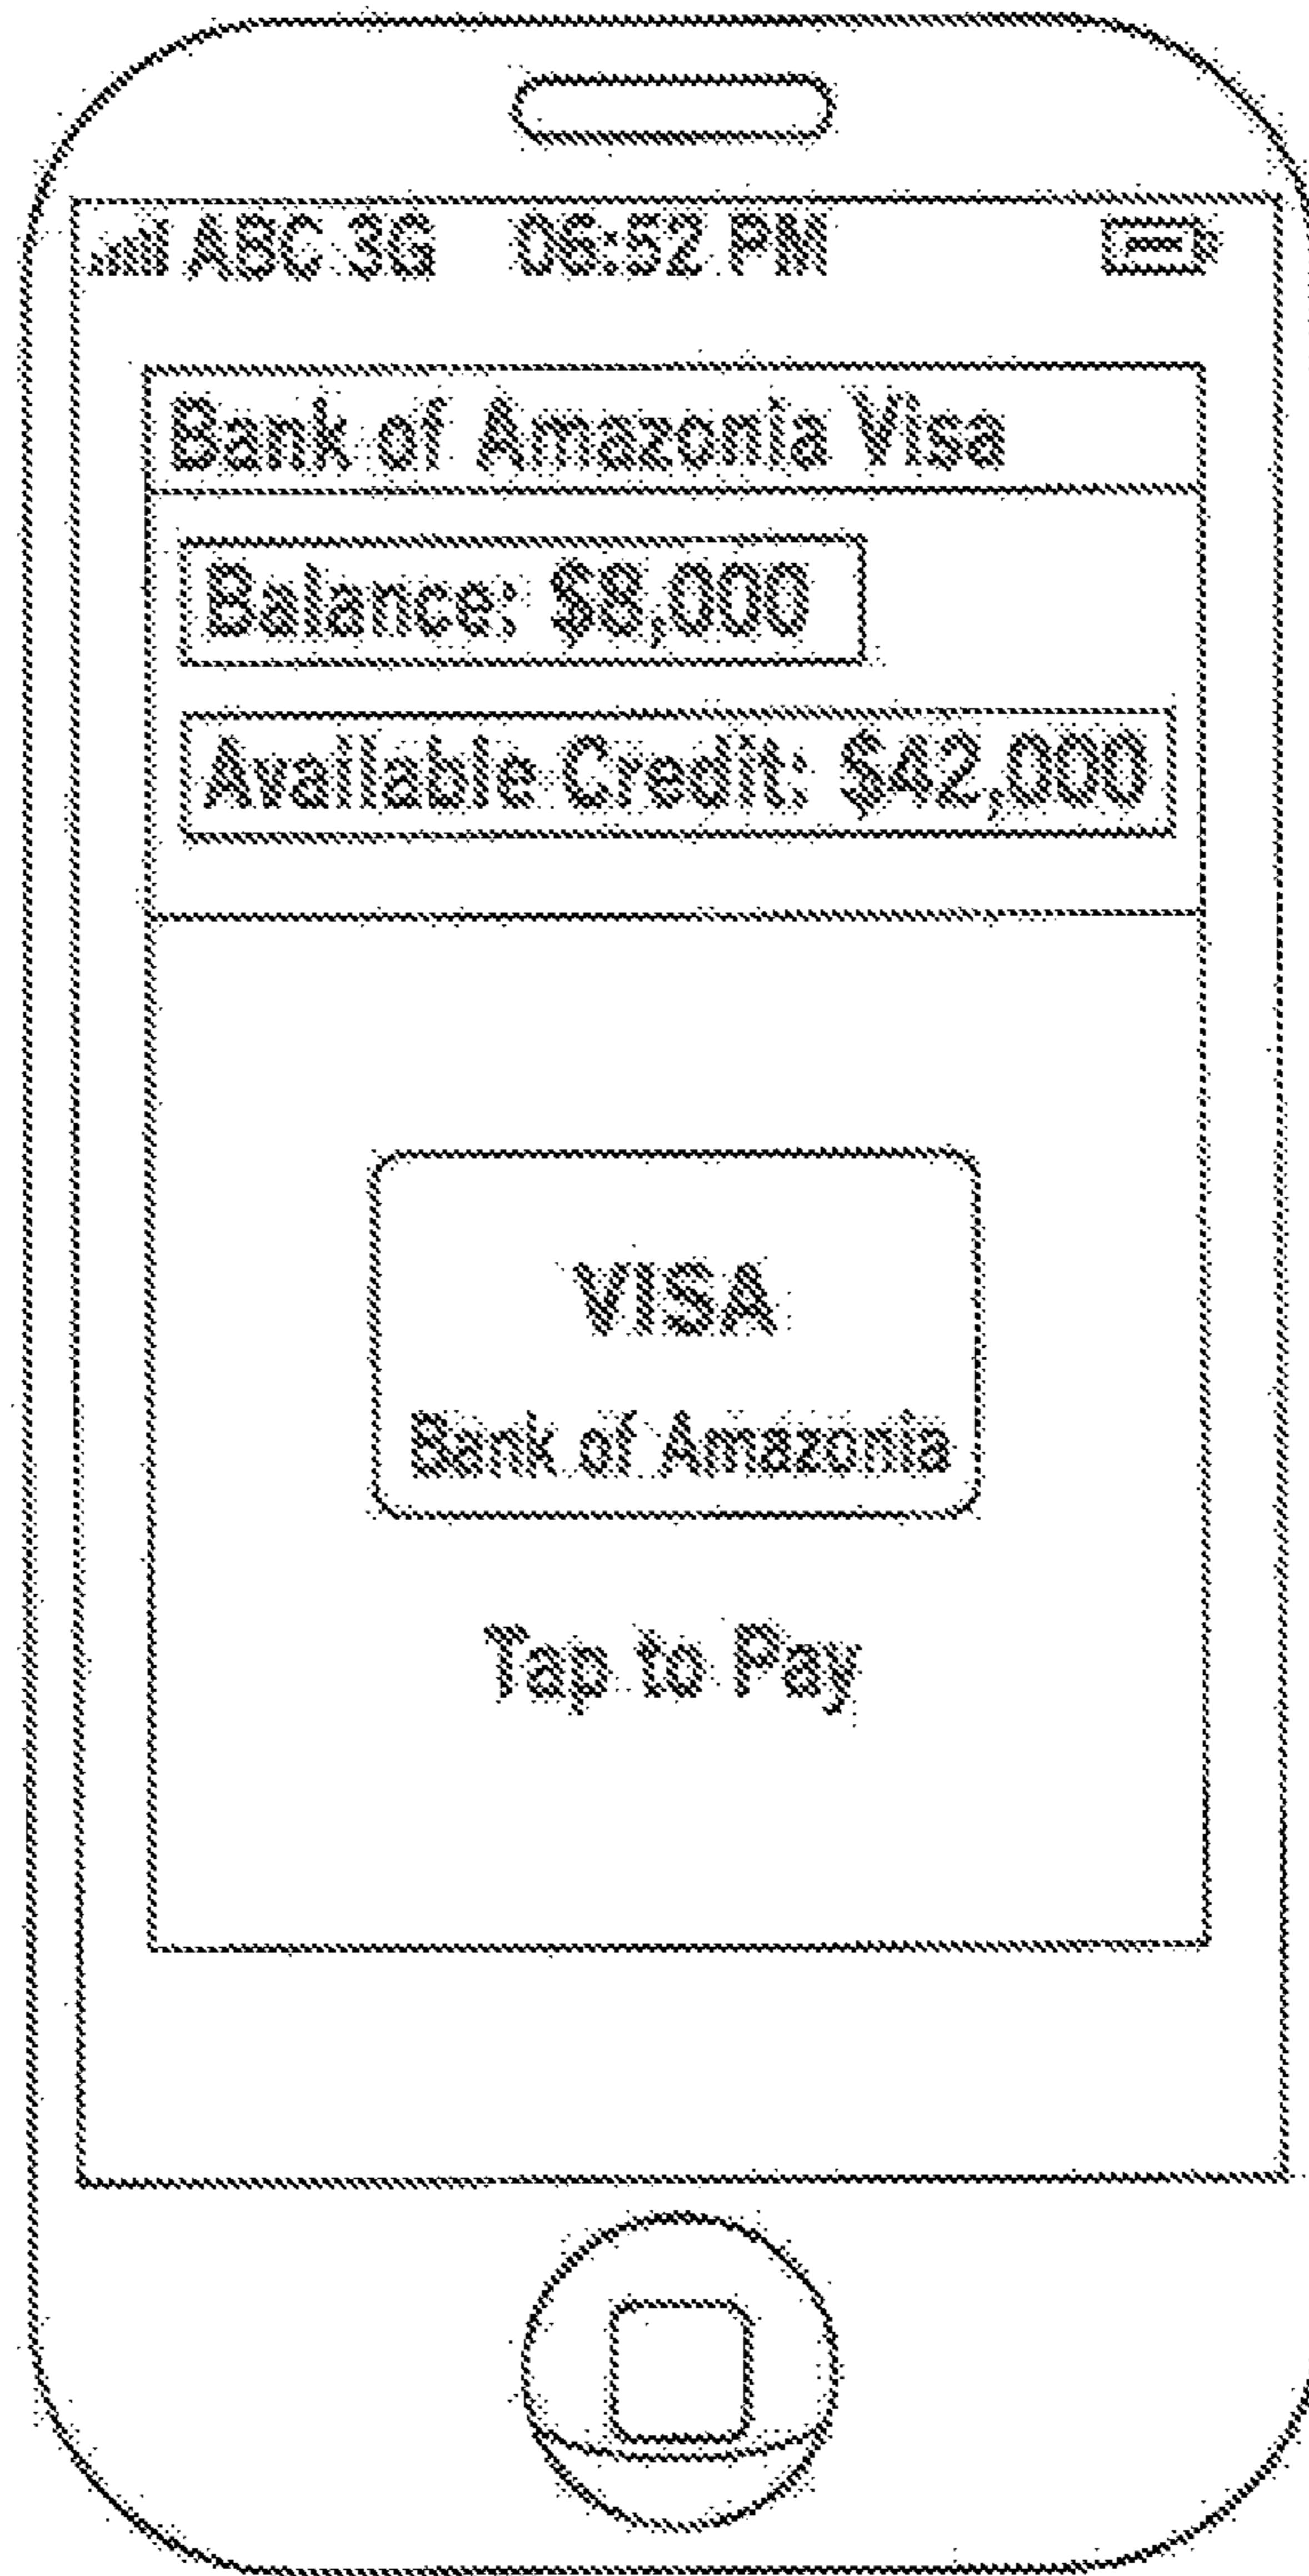 ABC 3G 06:52 PM
Bank of Amazonia Visa
Balance: $8,000
Available Credit: $42,000
VISA
Bank of Amazonia
Tap to Pay